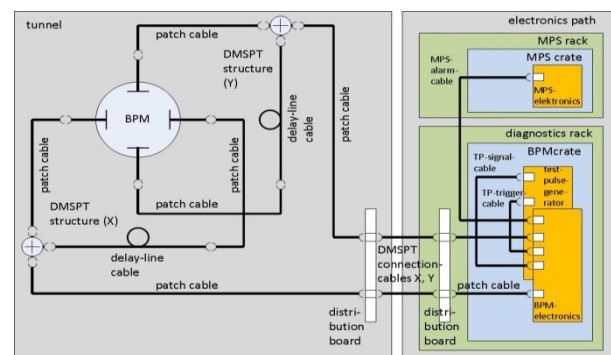 tunnel
patch cable
DMSPT
structure
(Y)
BPM
delay-line
cable
patch cable
patch cable
patch cable
patch cable
DMSPT
structure (X)
delay-line
cable
patch cable
distri-
bution
board
DMSPT
connection-
cables X, Y
electronics path
MPS rack
MPS crate
MPS-
alarm-
cable
MPS-
elektronics
diagnostics rack
BPMcrate
TP-signal-
cable
test-
pulse-
gene-
rator
TP-trigger-
cable
patch cable
BPM-
electronics
distri-
bution
board